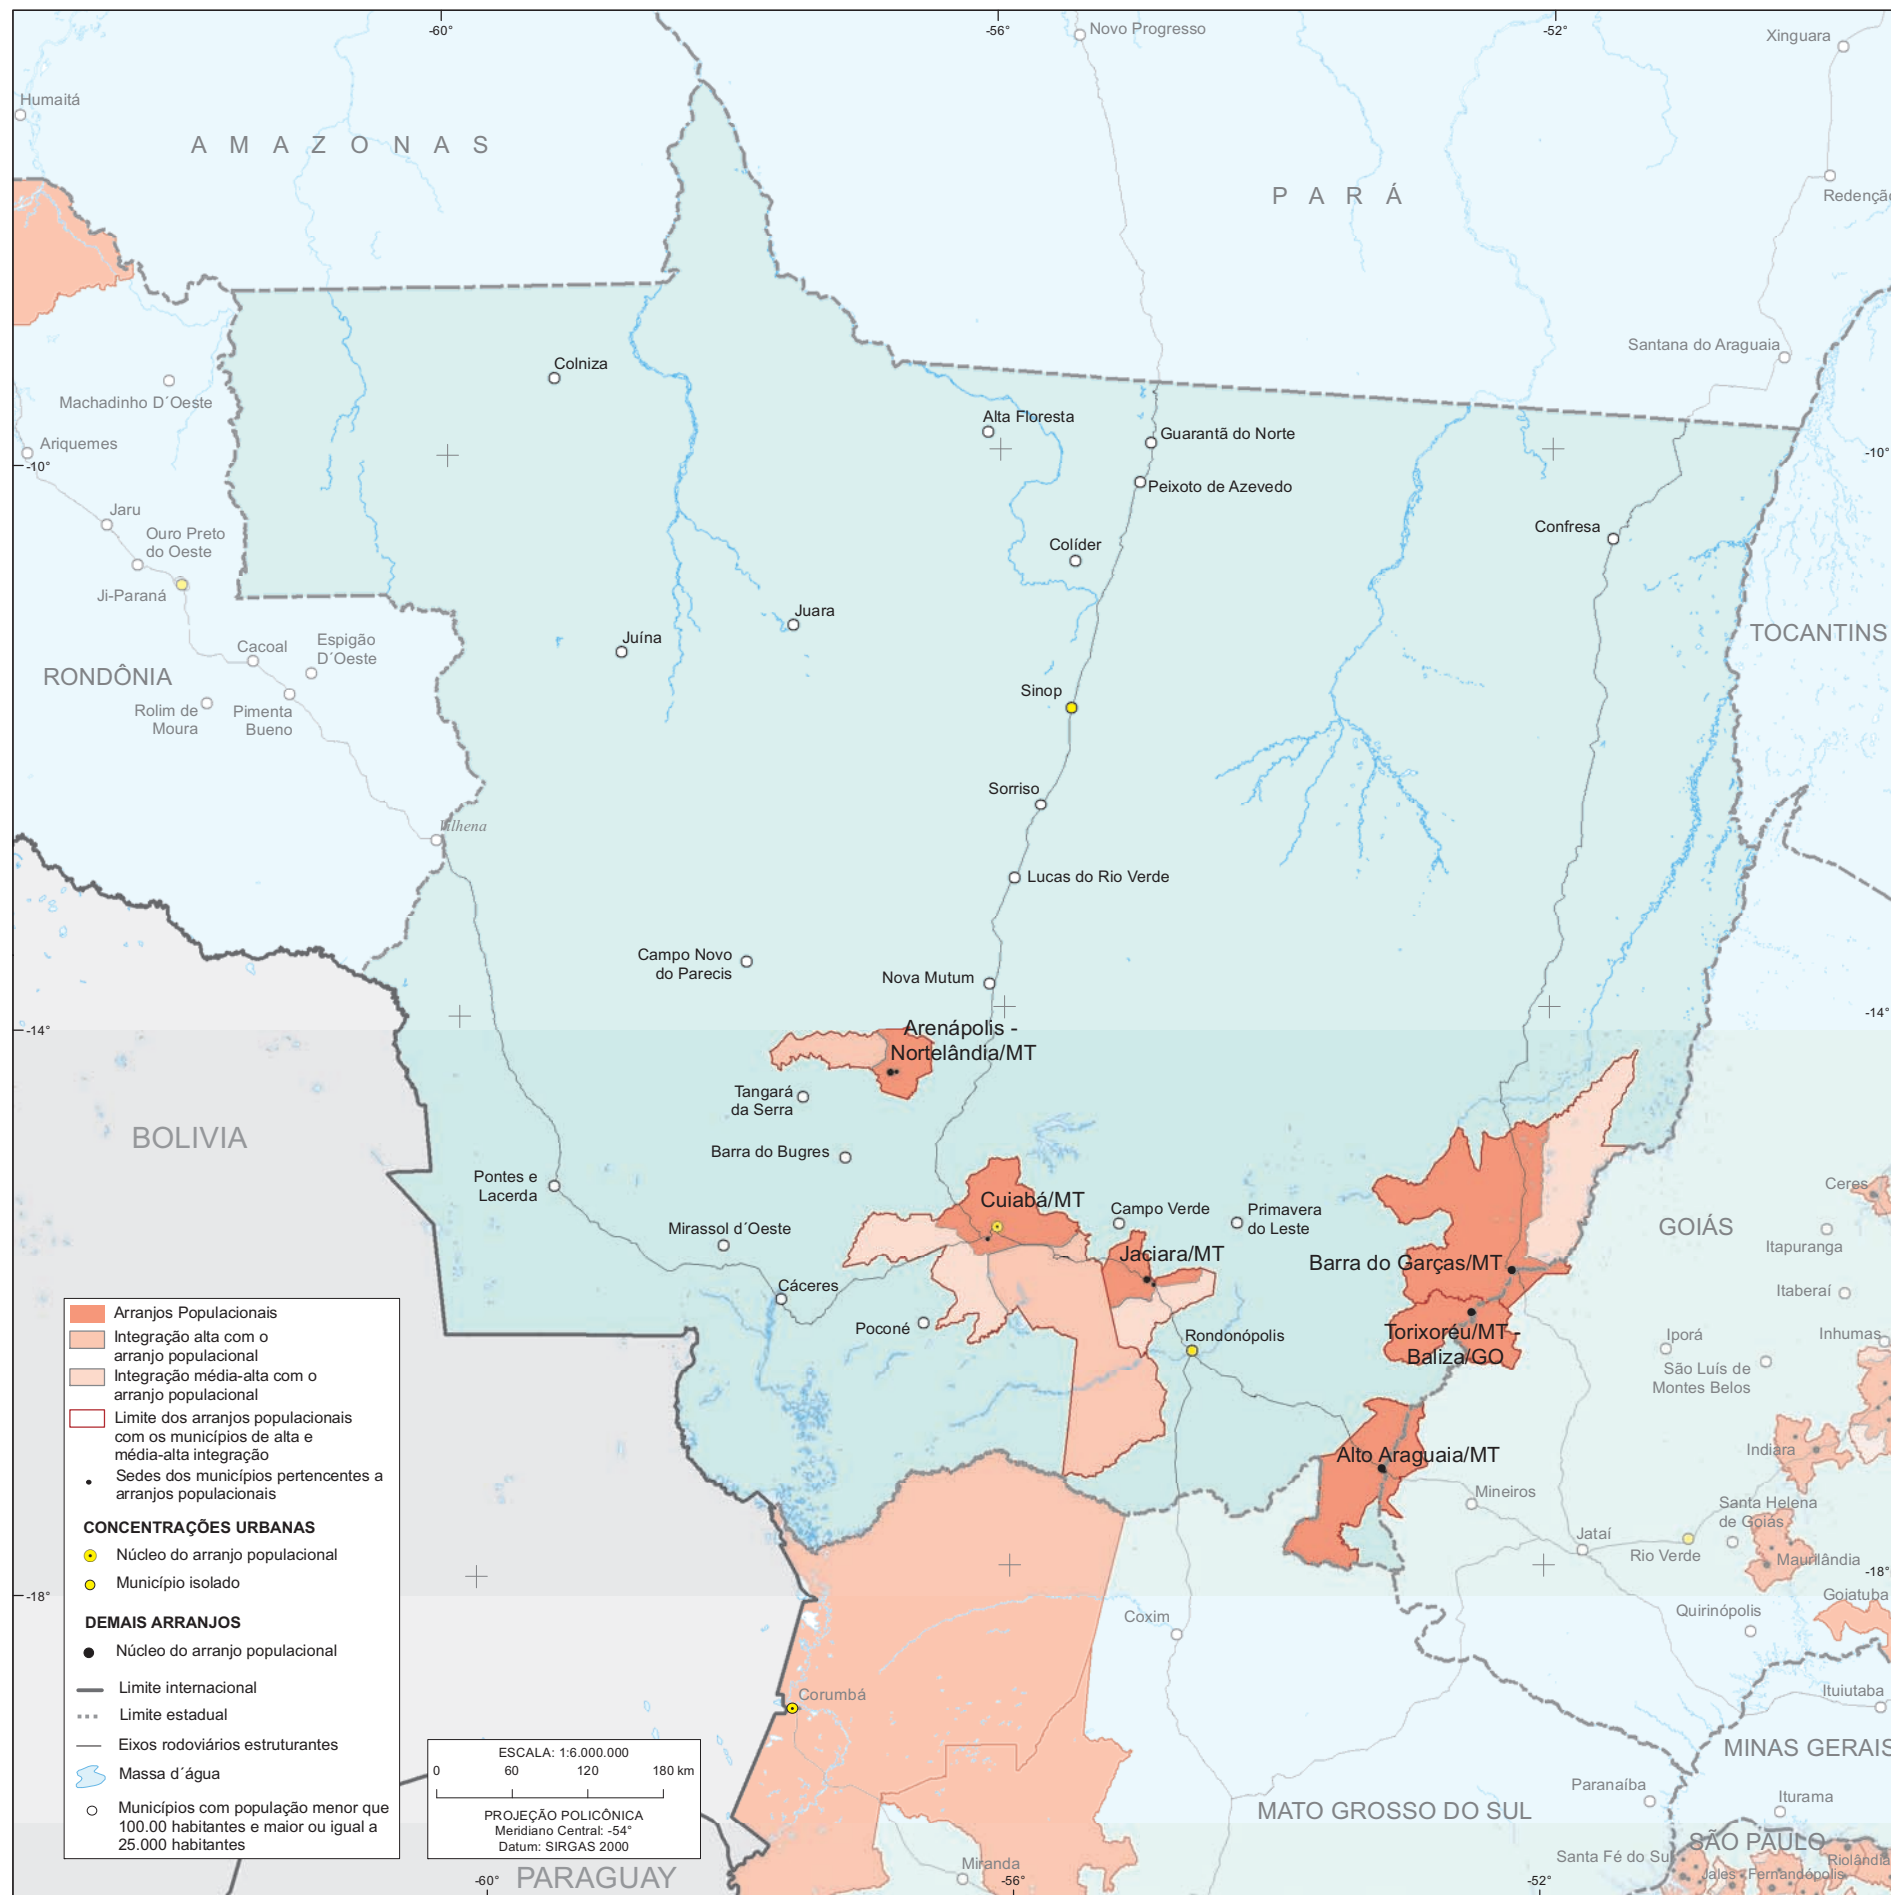 -60°
-56°
-52°
Novo Progresso
Xinguara
Humaitá
AMAZONAS
PARÁ
Redenção
Santana do Araguaia
Colniza
Machadinho D´Oeste
Alta Floresta
Guarantã do Norte
Ariquemes
-10°
-10°
Peixoto de Azevedo
Jaru
Ouro Preto
do Oeste
Confresa
Colíder
Ji-Paraná
Juara
Juína
Cacoal
Espigão
D´Oeste
TOCANTINS
RONDÔNIA
Rolim de
Moura
Pimenta
Bueno
Sinop
Sorriso
Vilhena
Lucas do Rio Verde
Campo Novo
do Parecis
Nova Mutum
-14°
-14°
Arenápolis -
Nortelândia/MT
Tangará
da Serra
BOLIVIA
Barra do Bugres
Pontes e
Lacerda
Ceres
Cuiabá/MT
Campo Verde
Primavera
do Leste
Mirassol d´Oeste
GOIÁS
Itapuranga
Jaciara/MT
Barra do Garças/MT
Cáceres
Itaberaí
Poconé
Rondonópolis
Torixoréu/MT -
Baliza/GO
Iporá
Inhumas
São Luís de
Montes Belos
Alto Araguaia/MT
Indiara
Mineiros
Santa Helena
de Goiás
Jataí
Rio Verde
Maurilândia
-18°
-18°
Goiatuba
Quirinópolis
Coxim
Corumbá
Ituiutaba
MINAS GERAIS
Paranaíba
Iturama
MATO GROSSO DO SUL
SÃO PAULO
Santa Fé do Sul
Riolândia
Jales
Fernandópolis
Miranda
PARAGUAY
-60°
-56°
-52°
Arranjos Populacionais
Integração alta com o
arranjo populacional
Integração média-alta com o
arranjo populacional
Limite dos arranjos populacionais
com os municípios de alta e
média-alta integração
Sedes dos municípios pertencentes a
arranjos populacionais
CONCENTRAÇÕES URBANAS
Núcleo do arranjo populacional
Município isolado
DEMAIS ARRANJOS
Núcleo do arranjo populacional
Limite internacional
Limite estadual
Eixos rodoviários estruturantes
Massa d´água
Municípios com população menor que
100.00 habitantes e maior ou igual a
25.000 habitantes
ESCALA: 1:6.000.000
0 60 120 180 km
PROJEÇÃO POLICÔNICA
Meridiano Central: -54°
Datum: SIRGAS 2000